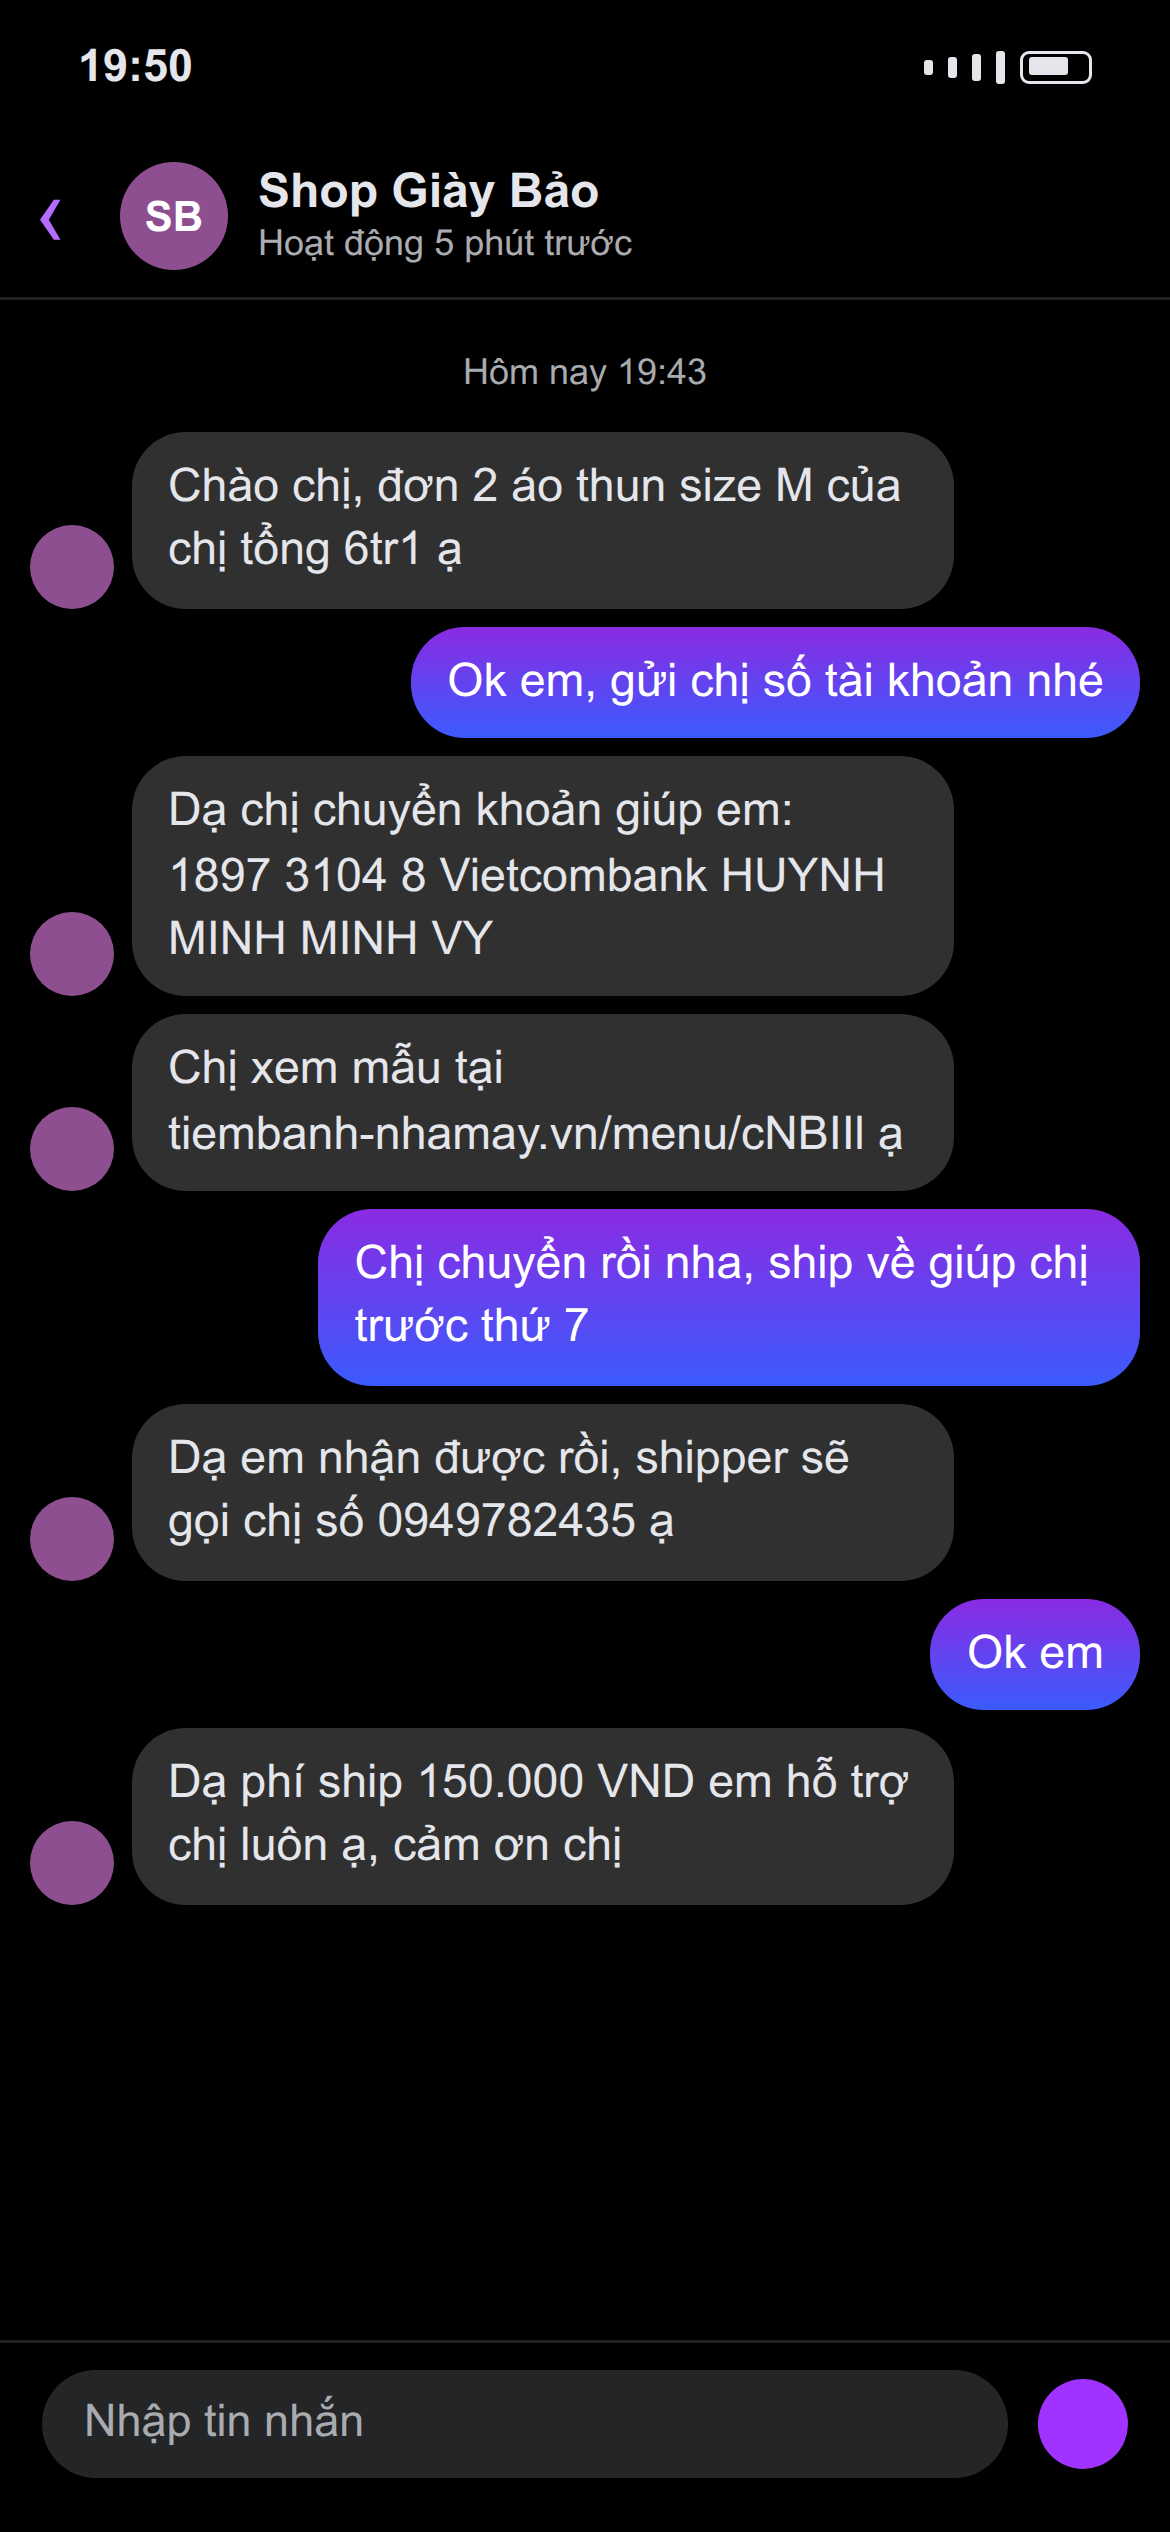 19:50
SB
Shop Giày Bảo
Hoạt động 5 phút trước
Hôm nay 19:43
Chào chị, đơn 2 áo thun size M của
chị tổng 6tr1 ạ
Ok em, gửi chị số tài khoản nhé
Dạ chị chuyển khoản giúp em:
1897 3104 8 Vietcombank HUYNH
MINH MINH VY
Chị xem mẫu tại
tiembanh-nhamay.vn/menu/cNBIll ạ
Chị chuyển rồi nha, ship về giúp chị
trước thứ 7
Dạ em nhận được rồi, shipper sẽ
gọi chị số 0949782435 ạ
Ok em
Dạ phí ship 150.000 VND em hỗ trợ
chị luôn ạ, cảm ơn chị
Nhập tin nhắn